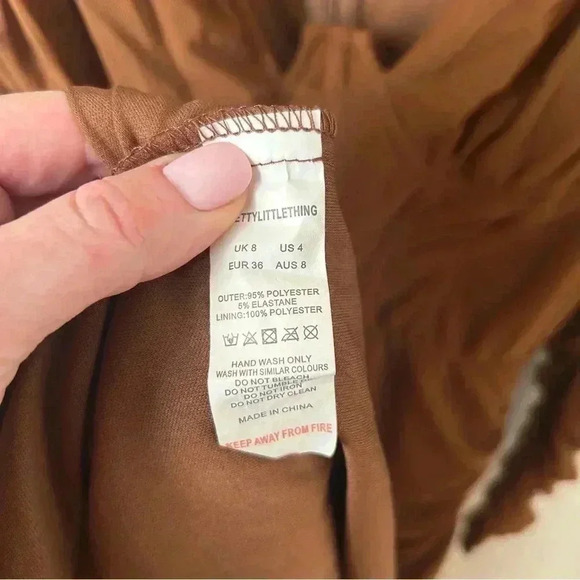 ETTYLITTLETHING
UK 8 US 4
EUR 36 AUS 8
OUTER:95% POLYESTER
5% ELASTANE
LINING:100% POLYESTER
HAND WASH ONLY
WASH WITH SIMILAR COLOURS
DO NOT BLEACH
DO NOT TUMBLE D
DO NOT IRON
DO NOT DRY CLEAN
MADE IN CHINA
KEEP AWAY FROM FIRE